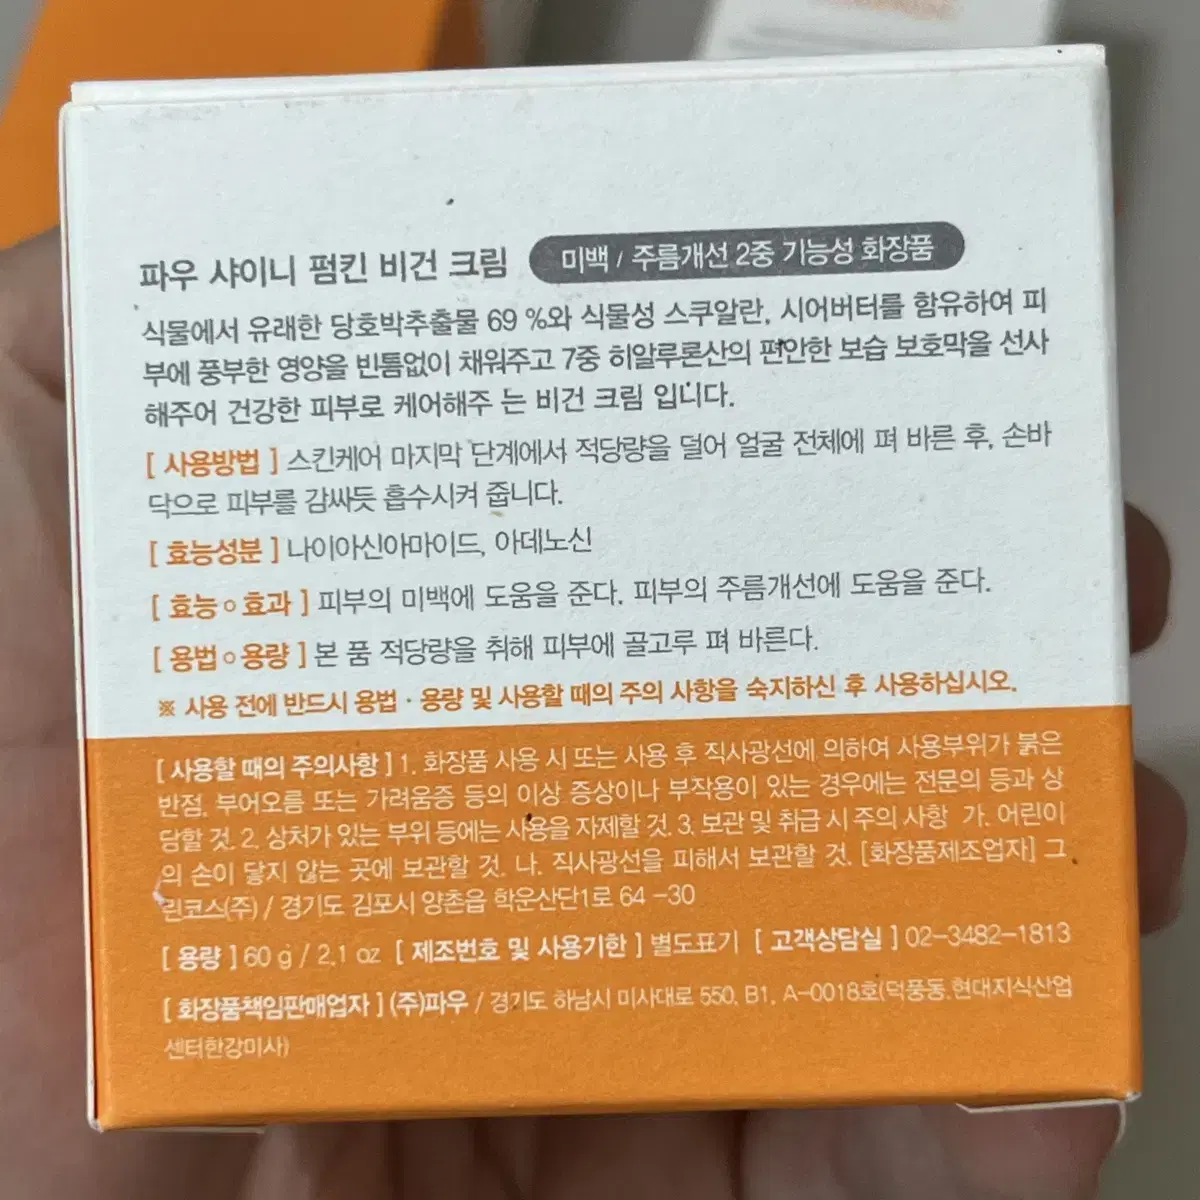 파우 샤이니 펌킨 비건 크림 미백 / 주름개선 2중 기능성 화장품
식물에서 유래한 당호박추출물 69 %와 식물성 스쿠알란, 시어버터를 함유하여 피
부에 풍부한 영양을 빈틈없이 채워주고 7중 히알루론산의 편안한 보습 보호막을 선사
해주어 건강한 피부로 케어해주 는 비건 크림 입니다.
[ 사용방법 ] 스킨케어 마지막 단계에서 적당량을 덜어 얼굴 전체에 펴 바른 후, 손바
닥으로 피부를 감싸듯 흡수시켜 줍니다.
[ 효능성분 ] 나이아신아마이드, 아데노신
[ 효능 ∘ 효과 ] 피부의 미백에 도움을 준다. 피부의 주름개선에 도움을 준다.
[ 용법 ∘ 용량 ] 본 품 적당량을 취해 피부에 골고루 펴 바른다.
※ 사용 전에 반드시 용법 · 용량 및 사용할 때의 주의 사항을 숙지하신 후 사용하십시오.
[ 사용할 때의 주의사항 ] 1. 화장품 사용 시 또는 사용 후 직사광선에 의하여 사용부위가 붉은
반점, 부어오름 또는 가려움증 등의 이상 증상이나 부작용이 있는 경우에는 전문의 등과 상
담할 것. 2. 상처가 있는 부위 등에는 사용을 자제할 것. 3. 보관 및 취급 시 주의 사항 가. 어린이
의 손이 닿지 않는 곳에 보관할 것. 나. 직사광선을 피해서 보관할 것. [화장품제조업자] 그
린코스(주) / 경기도 김포시 양촌읍 학운산단1로 64 -30
[ 용량 ] 60 g / 2.1 oz [ 제조번호 및 사용기한 ] 별도표기 [ 고객상담실 ] 02-3482-1813
[ 화장품책임판매업자 ] (주)파우 / 경기도 하남시 미사대로 550, B1, A-0018호(덕풍동,현대지식산업
센터한강미사)